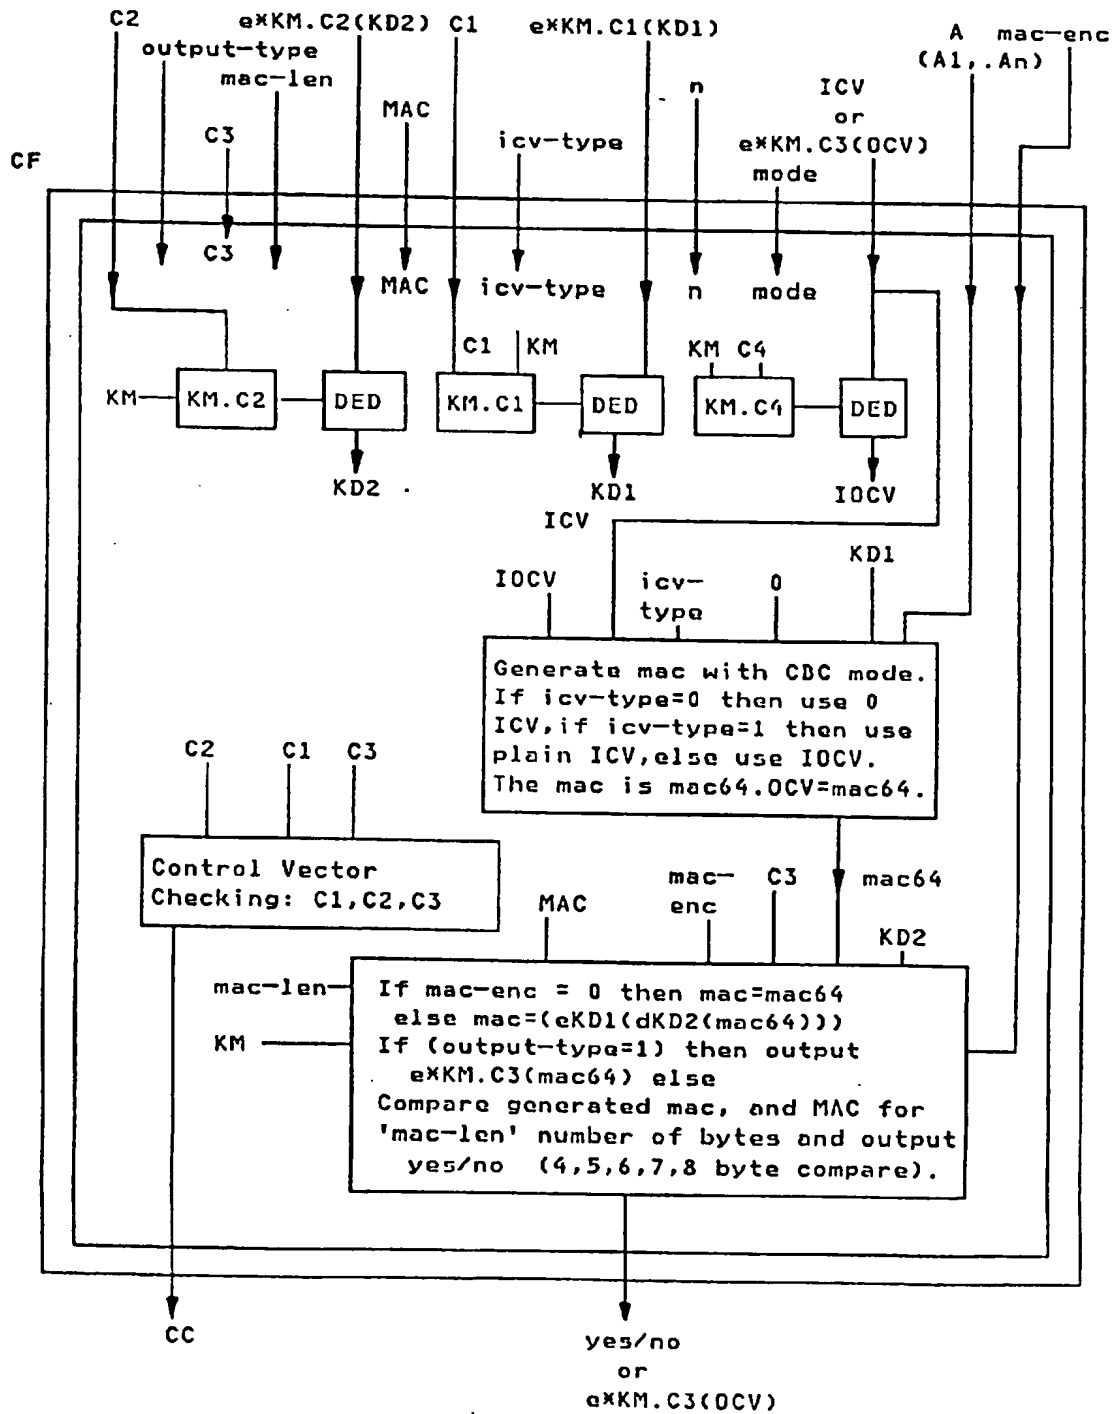 C2 e*KM.C2(KD2) C1 e*KM.C1(KD1) A mac-enc
output-type (A1,.An)
mac-len n ICV
MAC or
C3 icv-type e*KM.C3(OCV)
CF mode
C3
MAC icv-type n mode
C1 KM KM C4
KM KM.C2 DED KM.C1 DED KM.C4 DED
KD2 KD1 IOCV
ICV
IOCV icv- 0 KD1
type
Generate mac with CBC mode.
If icv-type=0 then use 0
ICV,if icv-type=1 then use
plain ICV,else use IOCV.
The mac is mac64.OCV=mac64.
C2 C1 C3
Control Vector
Checking: C1,C2,C3
MAC mac- C3 mac64
enc KD2
mac-len
If mac-enc = 0 then mac=mac64
else mac=(eKD1(dKD2(mac64)))
KM
If (output-type=1) then output
e*KM.C3(mac64) else
Compare generated mac, and MAC for
'mac-len' number of bytes and output
yes/no (4,5,6,7,8 byte compare).
CC
yes/no
or
e*KM.C3(OCV)